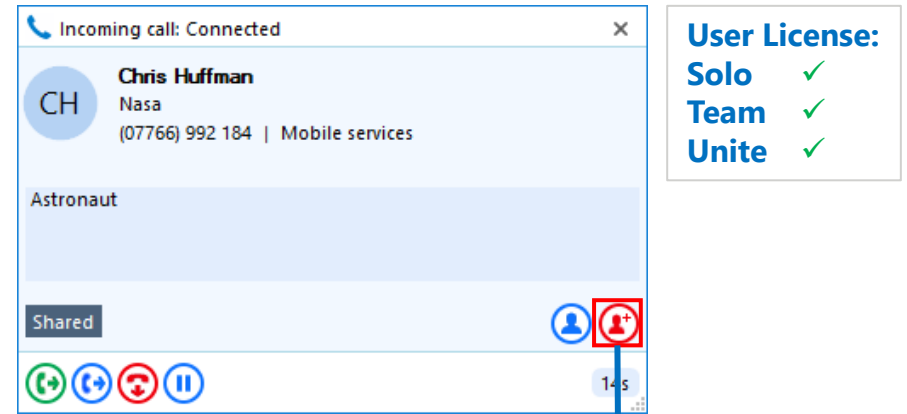 Incoming call: Connected
CH
Chris Huffman
Nasa
(07766) 992 184 | Mobile services
Astronaut
Shared
14s
User License:
Solo ✓
Team ✓
Unite ✓